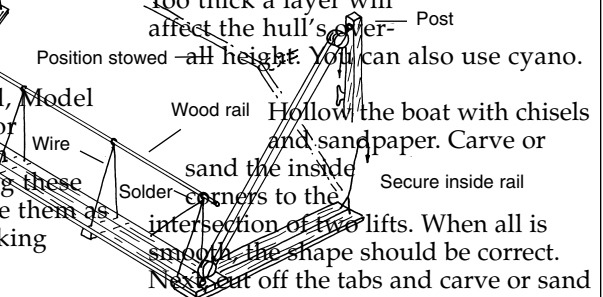 Too thick a layer will
affect the hull's over-
all height. You can also use cyano.
Hollow the boat with chisels
and sandpaper. Carve or
sand the inside
corners to the
intersection of two lifts. When all is
smooth, the shape should be correct.
Next cut off the tabs and carve or sand
Post
Position stowed
Wood rail
Wire
Solder
Secure inside rail
Model
or
g these
e them as
king